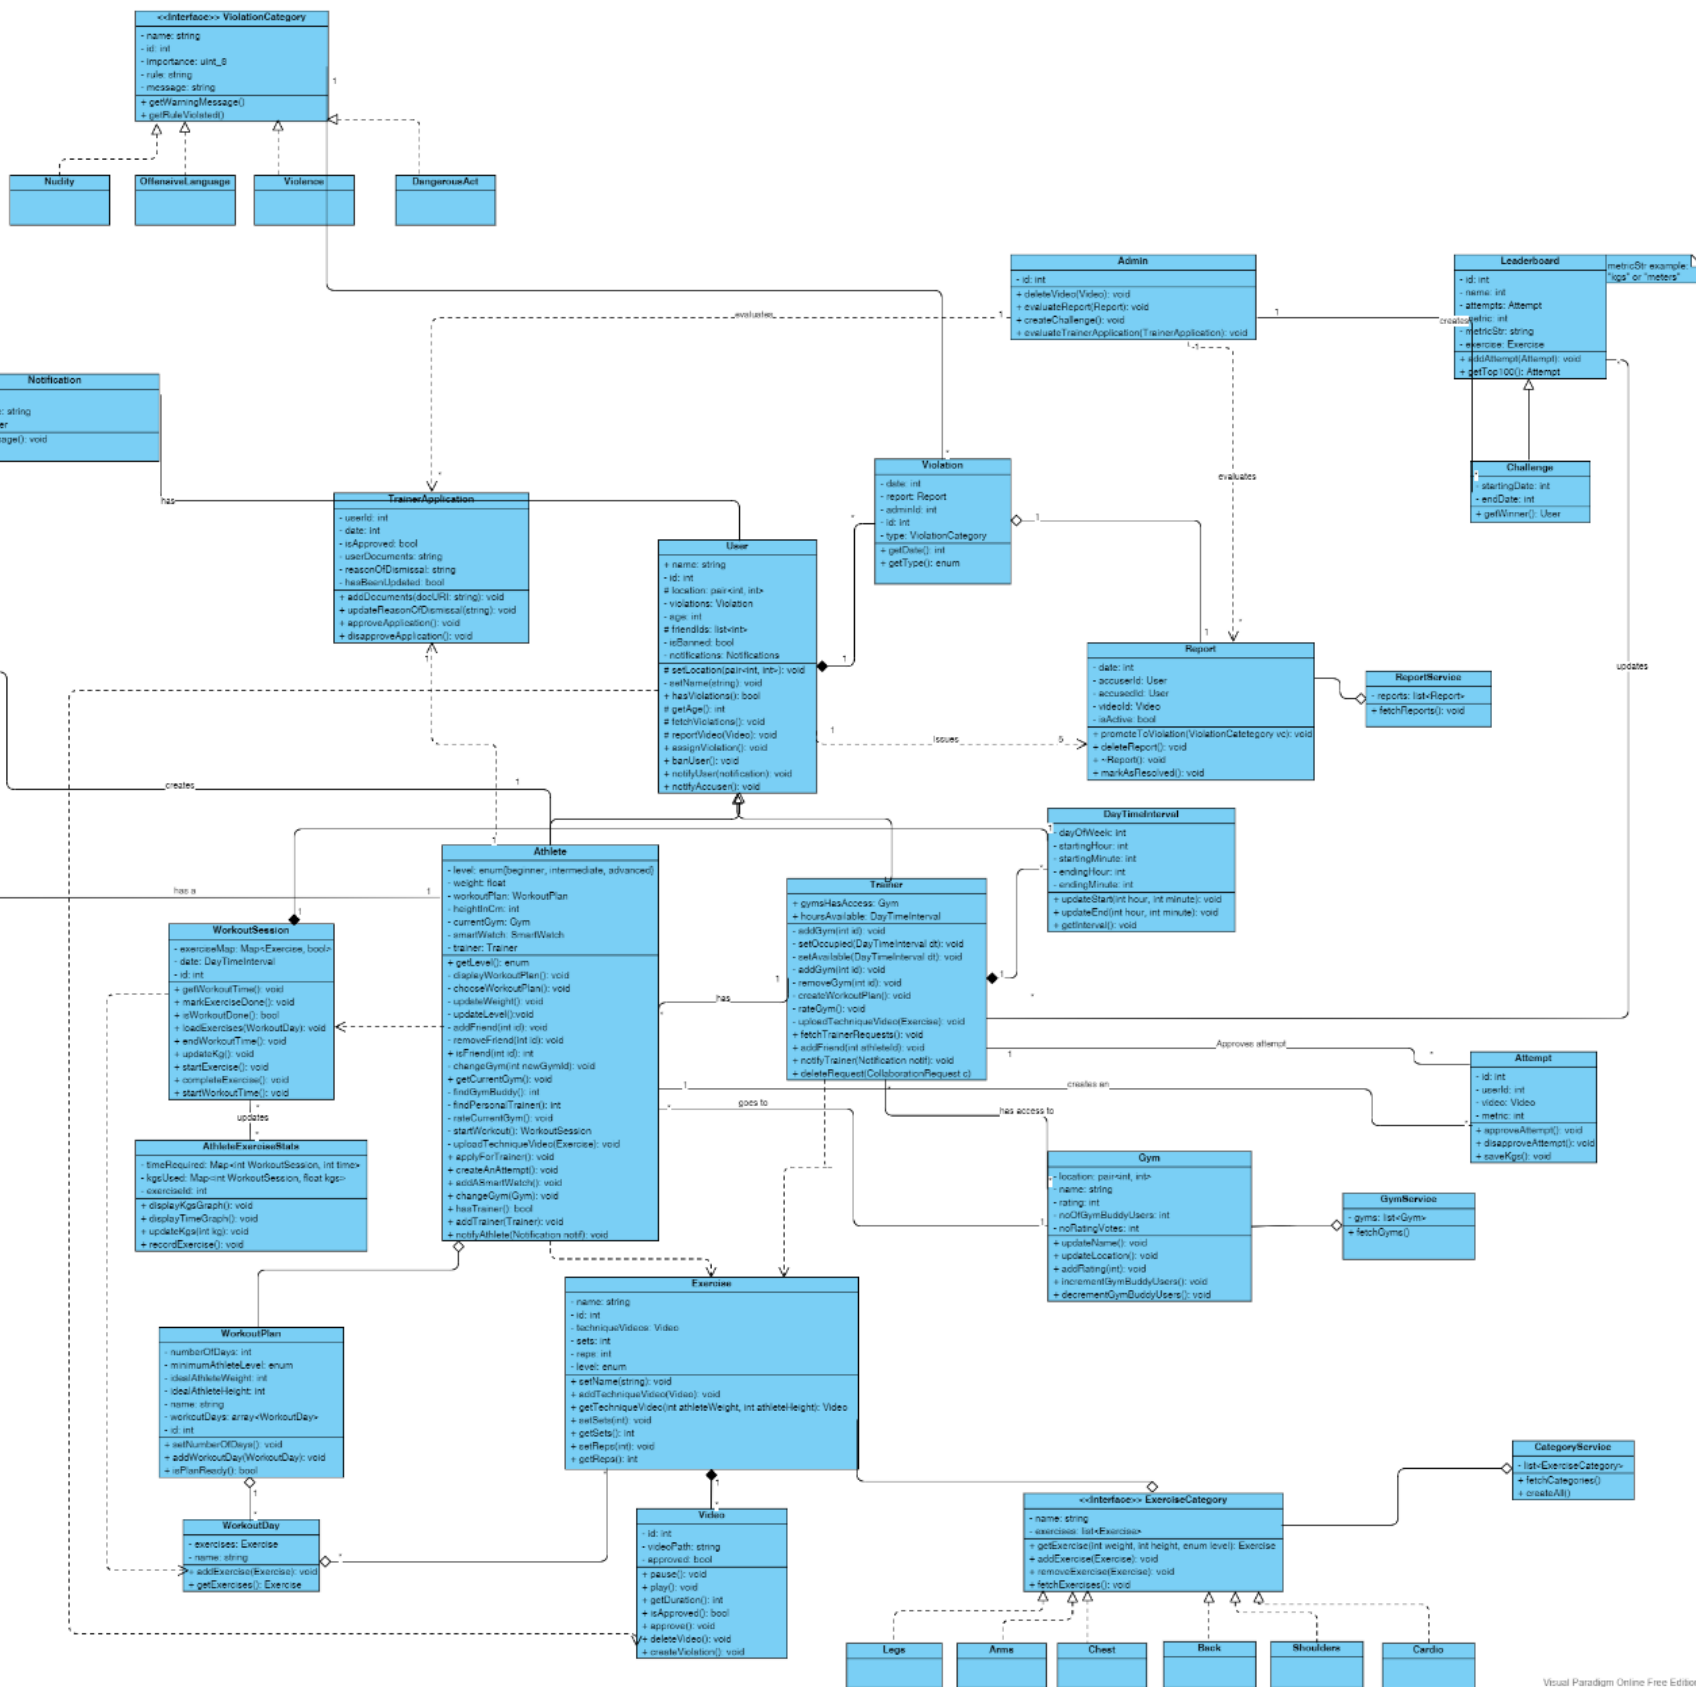 <<Interface>> ViolationCategory
- name: string
- id: int
- importance: uint_8
- rule: string
- message: string
+ getWarningMessage()
+ getRuleViolated()
1
Nudity
OffensiveLanguage
Violence
DangerousAct
Admin
- id: int
+ deleteVideo(Video): void
+ evaluateReport(Report): void
+ createChallenge(): void
+ evaluateTrainerApplication(TrainerApplication): void
Leaderboard
- id: int
- name: int
- attempts: Attempt
metric: int
- metricStr: string
- exercise: Exercise
+ addAttempt(Attempt): void
+ getTop100(): Attempt
metricStr example:
"kgs" or "meters"
evaluates
1
1
creates
1
evaluates
Notification
: string
er
sage(): void
has
Challenge
- startingDate: int
- endDate: int
+ getWinner(): User
TrainerApplication
- userId: int
- date: int
- isApproved: bool
- userDocuments: string
- reasonOfDismissal: string
- hasBeenUpdated: bool
+ addDocuments(docURI: string): void
+ updateReasonOfDismissal(string): void
+ approveApplication(): void
+ disapproveApplication(): void
1
Violation
- date: int
- report: Report
- adminId: int
- id: int
- type: ViolationCategory
+ getDate(): int
+ getType(): enum
1
1
User
+ name: string
- id: int
# location: pair<int, int>
- violations: Violation
- age: int
# friendIds: list<int>
- isBanned: bool
- notifications: Notifications
# setLocation(pair<int, int>): void
- setName(string): void
+ hasViolations(): bool
# getAge(): int
# fetchViolations(): void
# reportVideo(Video): void
+ assignViolation(): void
+ banUser(): void
+ notifyUser(notification): void
+ notifyAccuser(): void
1
1
Issues
5
Report
- date: int
- accuserId: User
- accusedId: User
- videoId: Video
- isActive: bool
+ promoteToViolation(ViolationCatetegory vc): void
+ deleteReport(): void
+ ~Report(): void
+ markAsResolved(): void
ReportService
- reports: list<Report>
+ fetchReports(): void
updates
creates
1
1
has a
1
Athlete
- level: enum{beginner, intermediate, advanced}
- weight: float
- workoutPlan: WorkoutPlan
- heightInCm: int
- currentGym: Gym
- smartWatch: SmartWatch
- trainer: Trainer
+ getLevel(): enum
- displayWorkoutPlan(): void
- chooseWorkoutPlan(): void
- updateWeight(): void
- updateLevel():void
- addFriend(int id): void
- removeFriend(int id): void
+ isFriend(int id): int
- changeGym(int newGymId): void
+ getCurrentGym(): void
- findGymBuddy(): int
- findPersonalTrainer(): int
- rateCurrentGym(): void
- startWorkout(): WorkoutSession
- uploadTechniqueVideo(Exercise): void
+ applyForTrainer(): void
+ createAnAttempt(): void
+ addASmartWatch(): void
+ changeGym(Gym): void
+ hasTrainer(): bool
+ addTrainer(Trainer): void
+ notifyAthlete(Notification notif): void
DayTimeInterval
- dayOfWeek: int
- startingHour: int
- startingMinute: int
- endingHour: int
- endingMinute: int
+ updateStart(int hour, int minute): void
+ updateEnd(int hour, int minute): void
+ getInterval(): void
1
Trainer
+ gymsHasAccess: Gym
+ hoursAvailable: DayTimeInterval
- addGym(int id): void
- setOccupied(DayTimeInterval dt): void
- setAvailable(DayTimeInterval dt): void
- addGym(int id): void
- removeGym(int id): void
- createWorkoutPlan(): void
- rateGym(): void
- uploadTechniqueVideo(Exercise): void
+ fetchTrainerRequests(): void
+ addFriend(int athleteId): void
+ notifyTrainer(Notification notif): void
+ deleteRequest(CollaborationRequest c)
1
has
1
WorkoutSession
- exerciseMap: Map<Exercise, bool>
- date: DayTimeInterval
- id: int
+ getWorkoutTime(): void
+ markExerciseDone(): void
+ isWorkoutDone(): bool
+ loadExercises(WorkoutDay): void
+ endWorkoutTime(): void
+ updateKg(): void
+ startExercise(): void
+ completeExercise(): void
+ startWorkoutTime(): void
1
updates
AthleteExerciseStats
- timeRequired: Map<int WorkoutSession, int time>
- kgsUsed: Map<int WorkoutSession, float kgs>
- exerciseId: int
+ displayKgsGraph(): void
+ displayTimeGraph(): void
+ updateKgs(int kg): void
+ recordExercise(): void
Approves attempt
1
creates an
1
goes to
has access to
Attempt
- id: int
- userId: int
- video: Video
- metric: int
+ approveAttempt(): void
+ disapproveAttempt(): void
+ saveKgs(): void
Gym
- location: pair<int, int>
- name: string
- rating: int
- noOfGymBuddyUsers: int
- noRatingVotes: int
+ updateName(): void
+ updateLocation(): void
+ addRating(int): void
+ incrementGymBuddyUsers(): void
+ decrementGymBuddyUsers(): void
1
GymService
- gyms: list<Gym>
+ fetchGyms()
Exercise
- name: string
- id: int
- techniqueVideos: Video
- sets: int
- reps: int
- level: enum
+ setName(string): void
+ addTechniqueVideo(Video): void
+ getTechniqueVideo(int athleteWeight, int athleteHeight): Video
+ setSets(int): void
+ getSets(): int
+ setReps(int): void
+ getReps(): int
1
WorkoutPlan
- numberOfDays: int
- minimumAthleteLevel: enum
- idealAthleteWeight: int
- idealAthleteHeight: int
- name: string
- workoutDays: array<WorkoutDay>
- id: int
+ setNumberOfDays(): void
+ addWorkoutDay(WorkoutDay): void
+ isPlanReady(): bool
1
WorkoutDay
- exercises: Exercise
- name: string
+ addExercise(Exercise): void
+ getExercises(): Exercise
Video
- id: int
- videoPath: string
- approved: bool
+ pause(): void
+ play(): void
+ getDuration(): int
+ isApproved(): bool
+ approve(): void
+ deleteVideo(): void
+ createViolation(): void
CategoryService
- list<ExerciseCategory>
+ fetchCategories()
+ createAll()
<<Interface>> ExerciseCategory
- name: string
- exercises: list<Exercise>
+ getExercise(int weight, int height, enum level): Exercise
+ addExercise(Exercise): void
+ removeExercise(Exercise): void
+ fetchExercises(): void
Legs
Arms
Chest
Back
Shoulders
Cardio
Visual Paradigm Online Free Edition